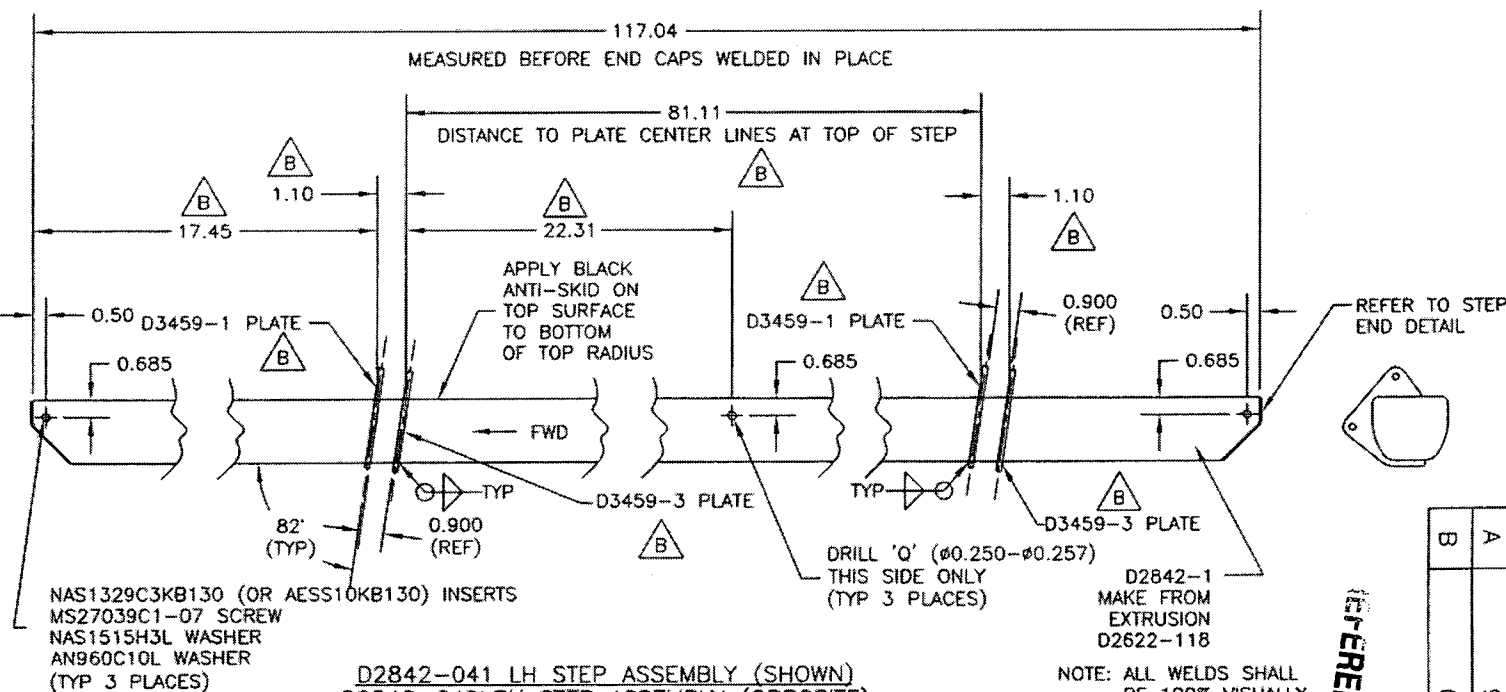 117.04
MEASURED BEFORE END CAPS WELDED IN PLACE
81.11
DISTANCE TO PLATE CENTER LINES AT TOP OF STEP
B
B
B
1.10
B
1.10
17.45
22.31
B
APPLY BLACK
ANTI-SKID ON
TOP SURFACE
TO BOTTOM
OF TOP RADIUS
B
0.900
(REF)
0.50
D3459-1 PLATE
D3459-1 PLATE
0.50
REFER TO STEP
END DETAIL
B
0.685
0.685
0.685
FWD
TYP
TYP
D3459-3 PLATE
B
D3459-3 PLATE
82°
(TYP)
0.900
(REF)
B
DRILL 'Q' (ø0.250-ø0.257)
THIS SIDE ONLY
(TYP 3 PLACES)
D2842-1
MAKE FROM
EXTRUSION
D2622-118
NAS1329C3KB130 (OR AESS10KB130) INSERTS
MS27039C1-07 SCREW
NAS1515H3L WASHER
AN960C10L WASHER
(TYP 3 PLACES)
D2842-041 LH STEP ASSEMBLY (SHOWN)
NOTE: ALL WELDS SHALL
A
B